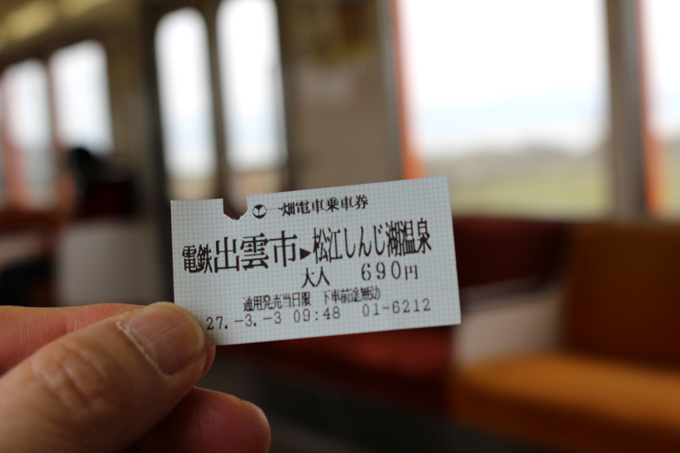 一畑電車乗車券
電鉄出雲市▶松江しんじ湖温泉
大人 690円
通用発売当日限 下車前途無効
27.-3.-3 09:48 01-6212